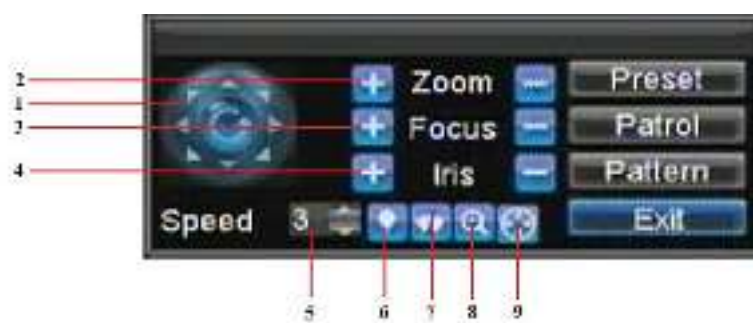 2 + Zoom - Preset
1
3 + Focus - Patrol
4 + Iris - Pattern
Speed 3 Exit
5 6 7 8 9